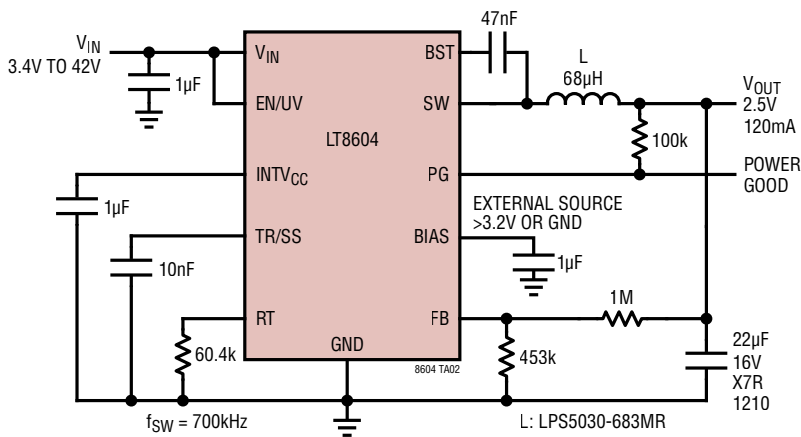 47nF
V_IN
3.4V TO 42V
1µF
V_IN
EN/UV
INTV_CC
TR/SS
RT
BST
SW
PG
BIAS
FB
GND
LT8604
L
68µH
V_OUT
2.5V
120mA
100k
POWER
GOOD
EXTERNAL SOURCE
>3.2V OR GND
1µF
1µF
10nF
1M
60.4k
453k
22µF
16V
X7R
1210
8604 TA02
f_SW = 700kHz
L: LPS5030-683MR